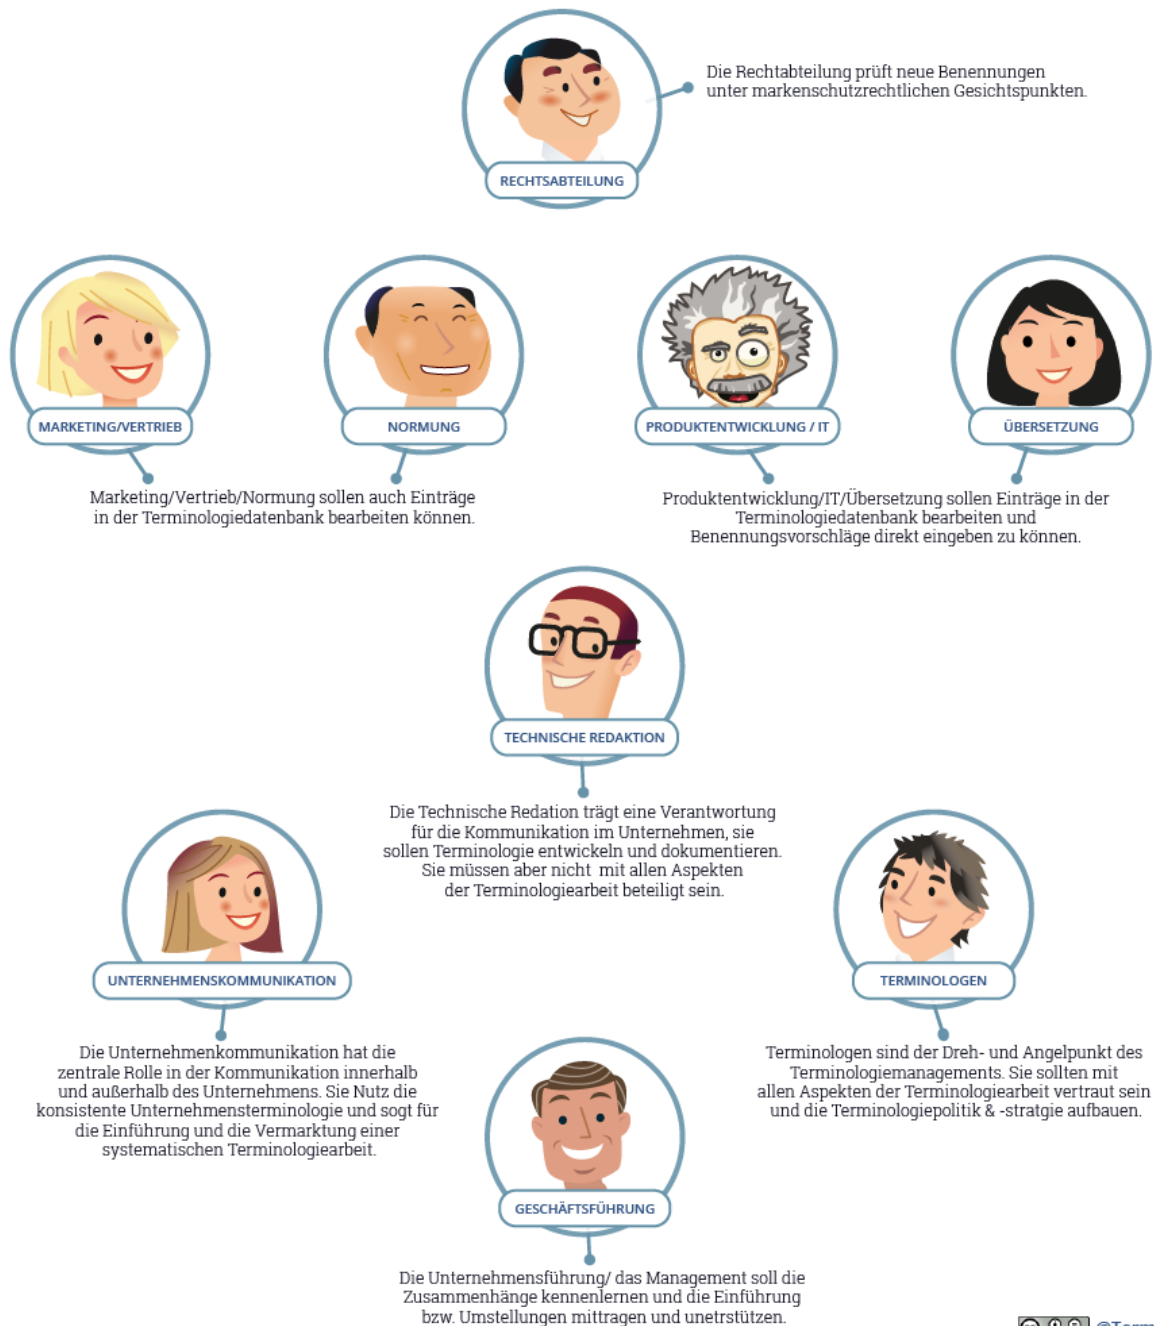 Die Rechtabteilung prüft neue Benennungen
unter markenschutzrechtlichen Gesichtspunkten.
RECHTSABTEILUNG
MARKETING/VERTRIEB
NORMUNG
PRODUKTENTWICKLUNG / IT
ÜBERSETZUNG
Marketing/Vertrieb/Normung sollen auch Einträge
in der Terminologiedatenbank bearbeiten können.
Produktentwicklung/IT/Übersetzung sollen Einträge in der
Terminologiedatenbank bearbeiten und
Benennungsvorschläge direkt eingeben zu können.
TECHNISCHE REDAKTION
Die Technische Redation trägt eine Verantwortung
für die Kommunikation im Unternehmen, sie
sollen Terminologie entwickeln und dokumentieren.
Sie müssen aber nicht mit allen Aspekten
der Terminologiearbeit beteiligt sein.
UNTERNEHMENSKOMMUNIKATION
Die Unternehmenkommunikation hat die
zentrale Rolle in der Kommunikation innerhalb
und außerhalb des Unternehmens. Sie Nutz die
konsistente Unternehmensterminologie und sogt für
die Einführung und die Vermarktung einer
systematischen Terminologiearbeit.
TERMINOLOGEN
Terminologen sind der Dreh- und Angelpunkt des
Terminologiemanagements. Sie sollten mit
allen Aspekten der Terminologiearbeit vertraut sein
und die Terminologiepolitik & -stratgie aufbauen.
GESCHÄFTSFÜHRUNG
Die Unternehmensführung/ das Management soll die
Zusammenhänge kennenlernen und die Einführung
bzw. Umstellungen mittragen und unetrstützen.